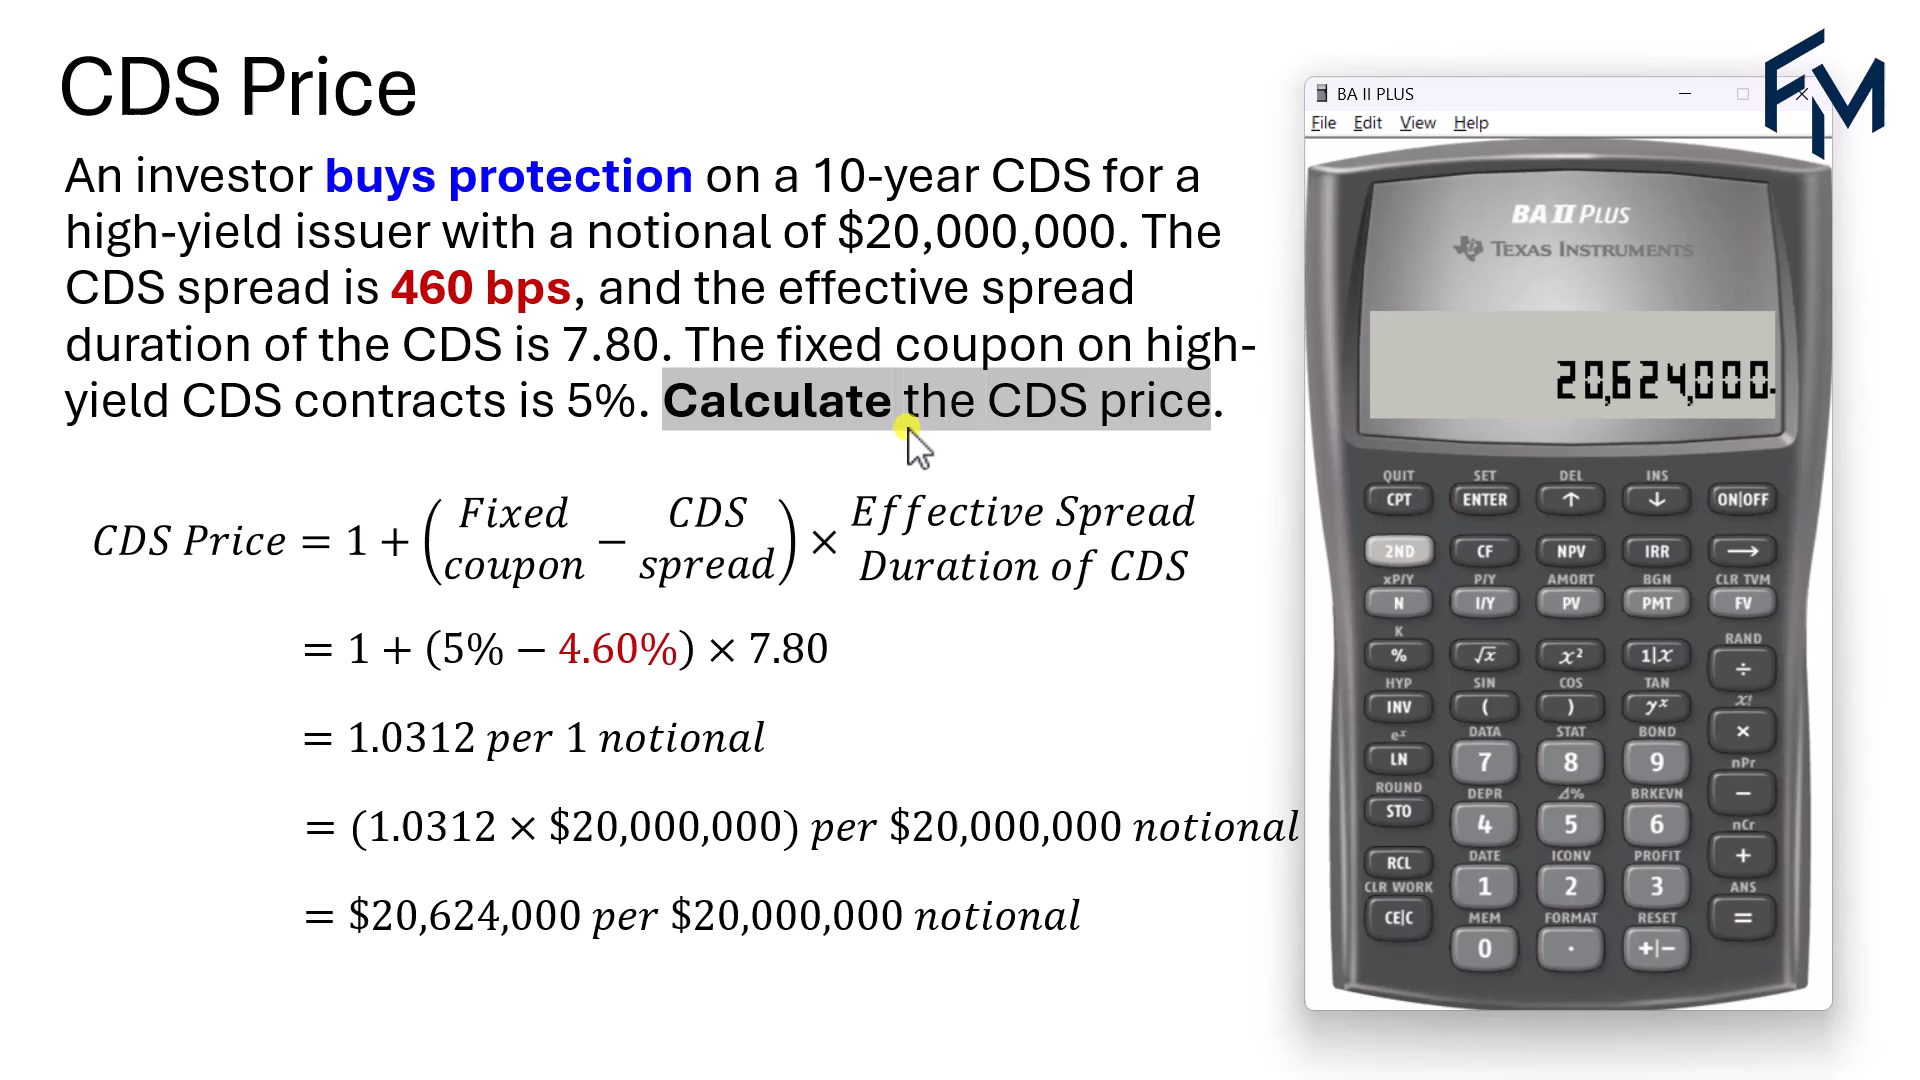 CDS Price
An investor buys protection on a 10-year CDS for a
high-yield issuer with a notional of $20,000,000. The
CDS spread is 460 bps, and the effective spread
duration of the CDS is 7.80. The fixed coupon on high-
yield CDS contracts is 5%. Calculate the CDS price.
CDS Price = 1 + (Fixed coupon − CDS spread) × Effective Spread Duration of CDS
= 1 + (5% − 4.60%) × 7.80
= 1.0312 per 1 notional
= (1.0312 × $20,000,000) per $20,000,000 notional
= $20,624,000 per $20,000,000 notional
FM
BA II PLUS
File Edit View Help
BA II PLUS
TEXAS INSTRUMENTS
20,624,000.
QUIT SET DEL INS
CPT ENTER ↑ ↓ ON|OFF
2ND CF NPV IRR →
xP/Y P/Y AMORT BGN CLR TVM
N I/Y PV PMT FV
K RAND
% √x x² 1|x ÷
HYP SIN COS TAN x!
INV ( ) yˣ ×
eˣ DATA STAT BOND nPr
LN 7 8 9 −
ROUND DEPR Δ% BRKEVN nCr
STO 4 5 6 +
DATE ICONV PROFIT ANS
RCL 1 2 3 =
CLR WORK MEM FORMAT RESET
CE|C 0 . +|−